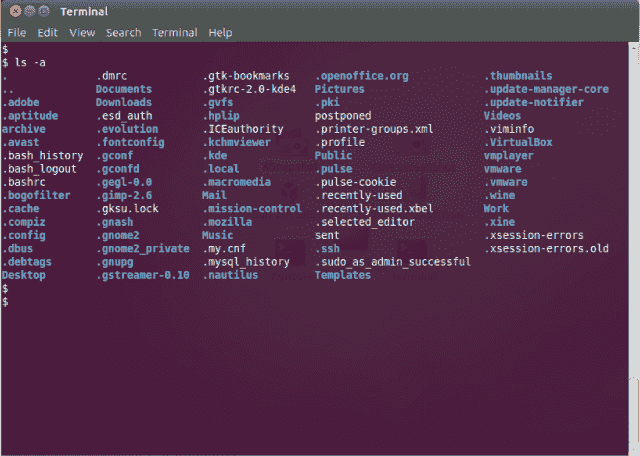 Terminal
File Edit View Search Terminal Help
$
$ ls -a
. .dmrc .gtk-bookmarks .openoffice.org .thumbnails
.. Documents .gtkrc-2.0-kde4 Pictures .update-manager-core
.adobe Downloads .gvfs .pki .update-notifier
.aptitude .esd_auth .hplip postponed Videos
archive .evolution .ICEauthority .printer-groups.xml .viminfo
.avast .fontconfig .kchmviewer .profile .VirtualBox
.bash_history .gconf .kde Public vmplayer
.bash_logout .gconfd .local .pulse vmware
.bashrc .gegl-0.0 .macromedia .pulse-cookie .vmware
.bogofilter .gimp-2.6 Mail .recently-used .wine
.cache .gksu.lock .mission-control .recently-used.xbel Work
.compiz .gnash .mozilla .selected_editor .xine
.config .gnome2 Music sent .xsession-errors
.dbus .gnome2_private .my.cnf .ssh .xsession-errors.old
.debtags .gnupg .mysql_history .sudo_as_admin_successful
Desktop .gstreamer-0.10 .nautilus Templates
$
$